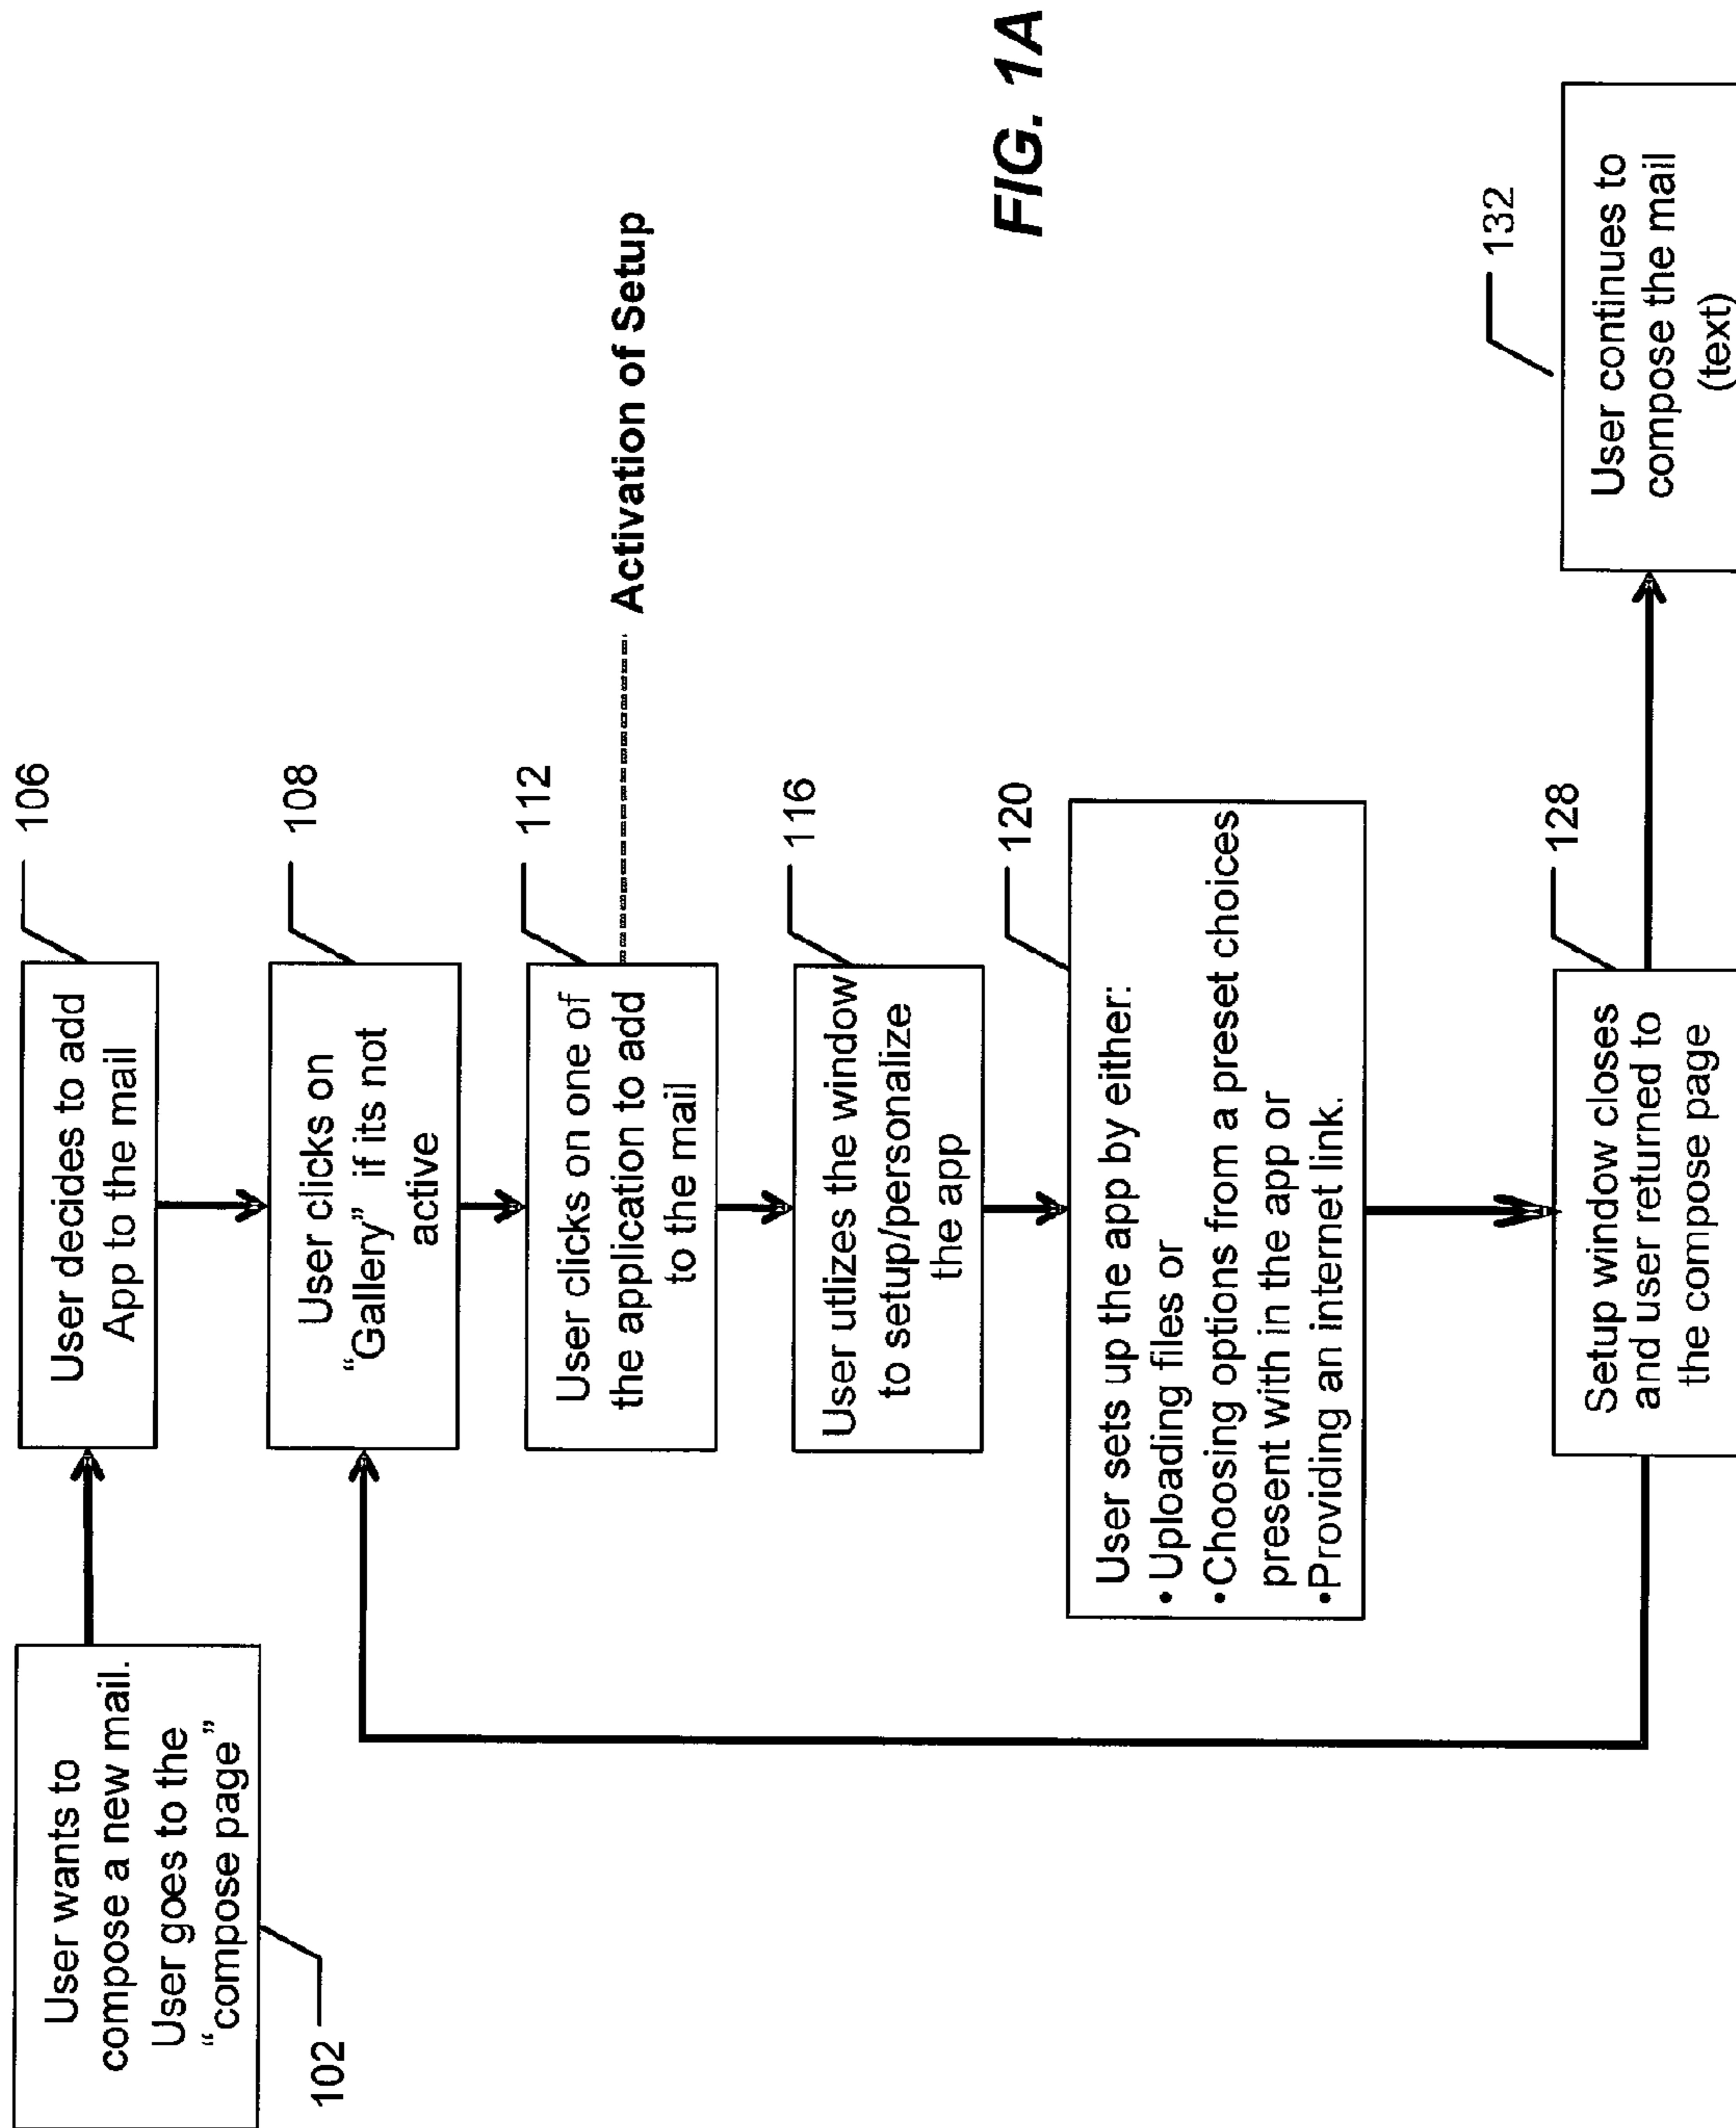 User wants to
compose a new mail.
User goes to the
“compose page”
102
User decides to add
App to the mail
106
User clicks on
“Gallery” if its not
active
108
User clicks on one of
the application to add
to the mail
112
Activation of Setup
User utilizes the window
to setup/personalize
the app
116
User sets up the app by either:
•Uploading files or
•Choosing options from a preset choices
present with in the app or
•Providing an internet link.
120
Setup window closes
and user returned to
the compose page
128
User continues to
compose the mail
(text)
132
FIG. 1A